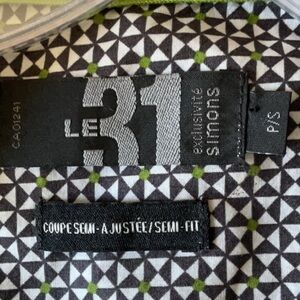 CA 01241
LE 31
exclusivité
simons
P/S
COUPE SEMI-AJUSTÉE/SEMI-FIT